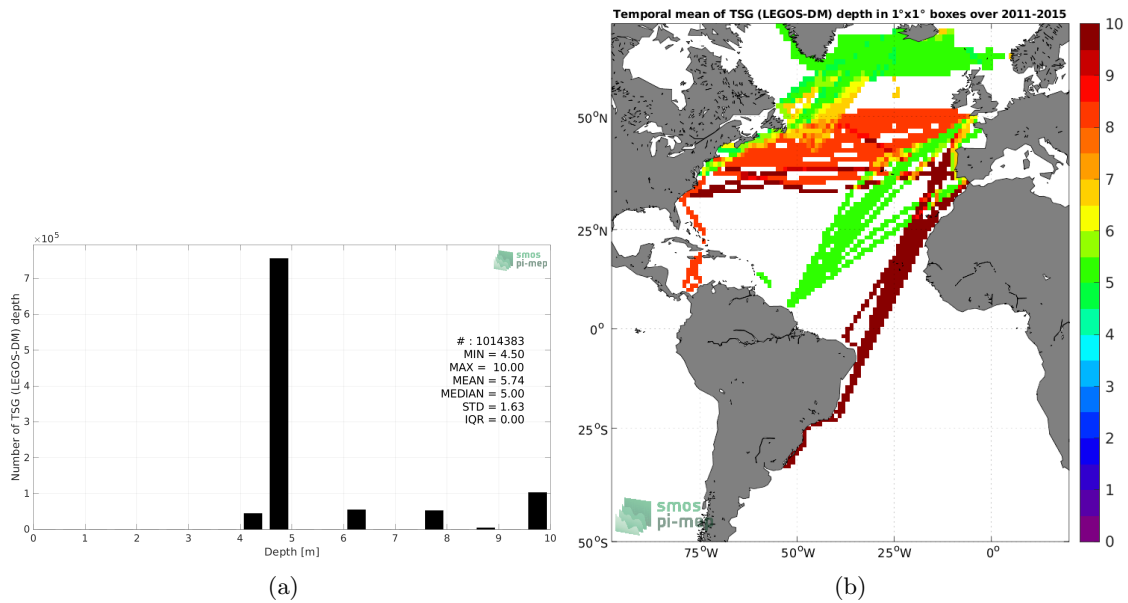 Temporal mean of TSG (LEGOS-DM) depth in 1°x1° boxes over 2011-2015
×10⁵
smos
pi-mep
Number of TSG (LEGOS-DM) depth
7
6
5
4
3
2
1
0
# : 1014383
MIN = 4.50
MAX = 10.00
MEAN = 5.74
MEDIAN = 5.00
STD = 1.63
IQR = 0.00
0 1 2 3 4 5 6 7 8 9 10
Depth [m]
(a)
50°N
25°N
0°
25°S
50°S
75°W 50°W 25°W 0°
smos
pi-mep
10
9
8
7
6
5
4
3
2
1
0
(b)